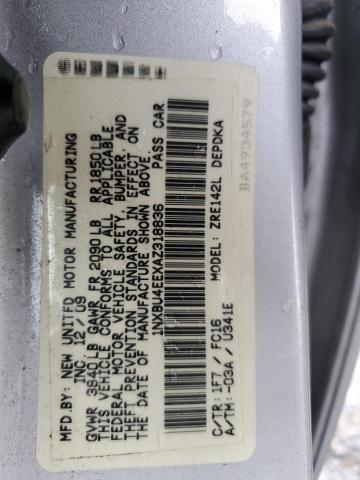 MFD. BY: NEW UNITED MOTOR MANUFACTURING
INC. 12/09
GVWR 3840LB GAWR FR 2090LB RR1850LB
THIS VEHICLE CONFORMS TO ALL APPLICABLE
FEDERAL MOTOR VEHICLE SAFETY, BUMPER, AND
THEFT PREVENTION STANDARDS IN EFFECT ON
THE DATE OF MANUFACTURE SHOWN ABOVE.
1NXBU4EEXAZ318836 PASS CAR
C/TR: 1F7 / FC16 ZRE142L DEPDKA
A/TM: -03A / U341E
BA4934579